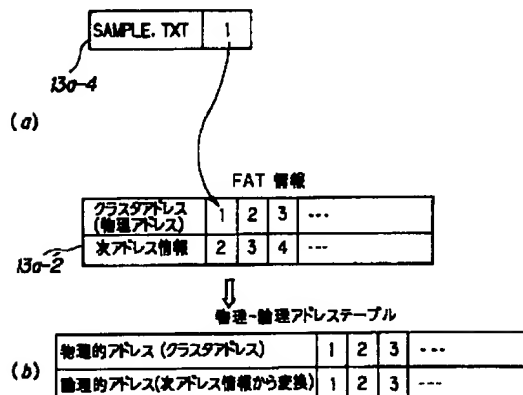 SAMPLE. TXT 1
13a-4
(a)
FAT 情報
クラスタアドレス 1 2 3 ---
(物理アドレス)
次アドレス情報 2 3 4 ---
13a-2
物理-論理アドレステーブル
物理的アドレス (クラスタアドレス) 1 2 3 ---
(b)
論理的アドレス(次アドレス情報から変換) 1 2 3 ---